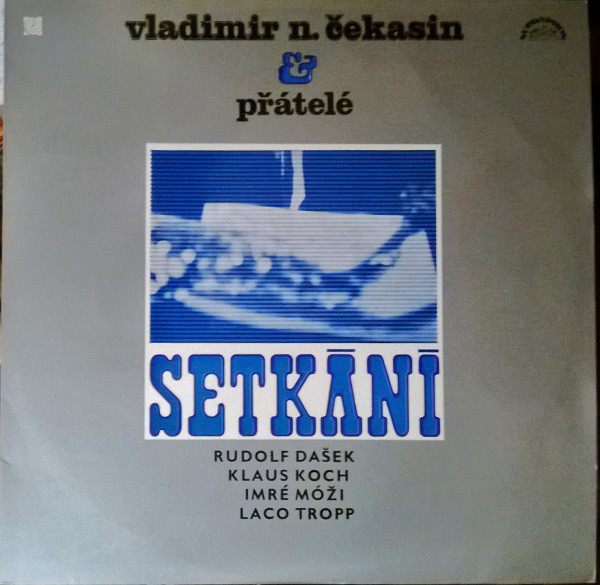 vladimir n. čekasin
&
přátelé
SETKÁNÍ
RUDOLF DAŠEK
KLAUS KOCH
IMRÉ MÓŽI
LACO TROPP